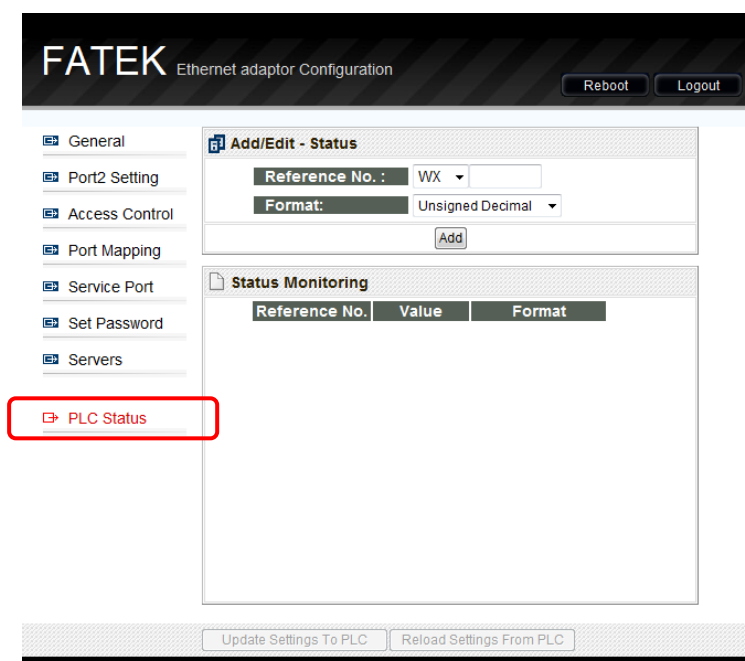 FATEK Ethernet adaptor Configuration
Reboot Logout
General
Port2 Setting
Access Control
Port Mapping
Service Port
Set Password
Servers
PLC Status
Add/Edit - Status
Reference No. : WX
Format: Unsigned Decimal
Add
Status Monitoring
Reference No. Value Format
Update Settings To PLC Reload Settings From PLC